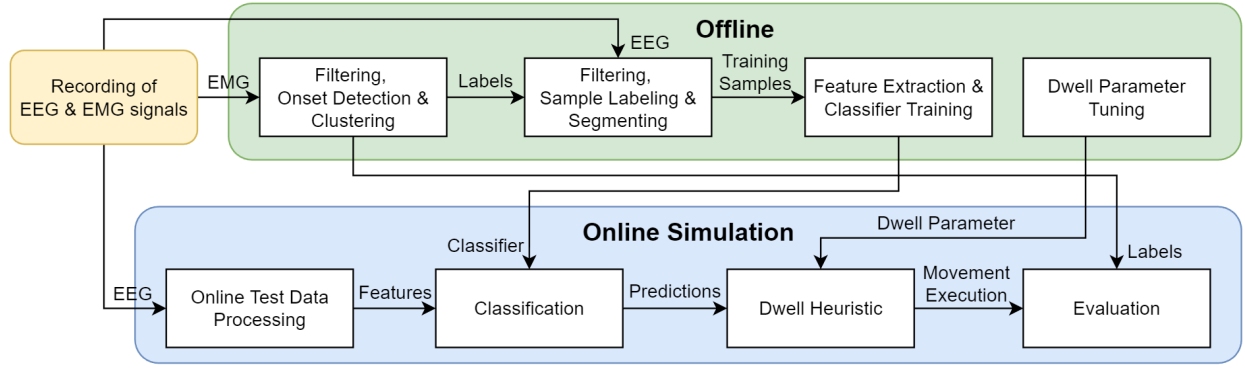 Offline
Recording of
EEG & EMG signals
EMG
Filtering,
Onset Detection &
Clustering
Labels
EEG
Filtering,
Sample Labeling &
Segmenting
Training
Samples
Feature Extraction &
Classifier Training
Dwell Parameter
Tuning
Online Simulation
Classifier
Dwell Parameter
Labels
EEG
Online Test Data
Processing
Features
Classification
Predictions
Dwell Heuristic
Movement
Execution
Evaluation